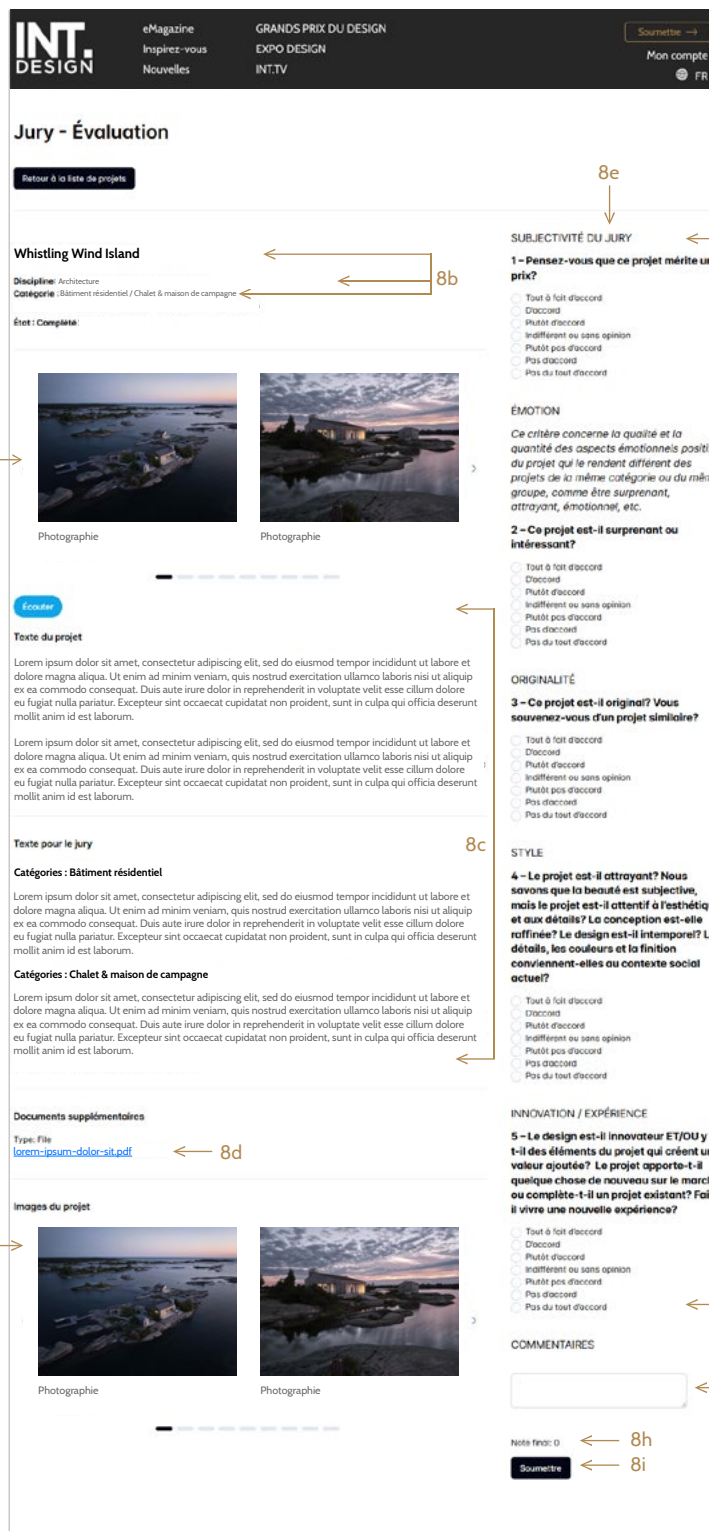 INT.
DESIGN
eMagazine
Inspirez-vous
Nouvelles
GRANDS PRIX DU DESIGN
EXPO DESIGN
INT.TV
Soumettre →
Mon compte
FR
Jury - Évaluation
Retour à la liste de projets
Whistling Wind Island
Discipline: Architecture
Catégorie : Bâtiment résidentiel / Chalet & maison de campagne
8b
État : Complété
Photographie
Photographie
Écouter
Texte du projet
Lorem ipsum dolor sit amet, consectetur adipiscing elit, sed do eiusmod tempor incididunt ut labore et
dolore magna aliqua. Ut enim ad minim veniam, quis nostrud exercitation ullamco laboris nisi ut aliquip
ex ea commodo consequat. Duis aute irure dolor in reprehenderit in voluptate velit esse cillum dolore
eu fugiat nulla pariatur. Excepteur sint occaecat cupidatat non proident, sunt in culpa qui officia deserunt
mollit anim id est laborum.
Lorem ipsum dolor sit amet, consectetur adipiscing elit, sed do eiusmod tempor incididunt ut labore et
dolore magna aliqua. Ut enim ad minim veniam, quis nostrud exercitation ullamco laboris nisi ut aliquip
ex ea commodo consequat. Duis aute irure dolor in reprehenderit in voluptate velit esse cillum dolore
eu fugiat nulla pariatur. Excepteur sint occaecat cupidatat non proident, sunt in culpa qui officia deserunt
mollit anim id est laborum.
Texte pour le jury
8c
Catégories : Bâtiment résidentiel
Lorem ipsum dolor sit amet, consectetur adipiscing elit, sed do eiusmod tempor incididunt ut labore et
dolore magna aliqua. Ut enim ad minim veniam, quis nostrud exercitation ullamco laboris nisi ut aliquip
ex ea commodo consequat. Duis aute irure dolor in reprehenderit in voluptate velit esse cillum dolore
eu fugiat nulla pariatur. Excepteur sint occaecat cupidatat non proident, sunt in culpa qui officia deserunt
mollit anim id est laborum.
Catégories : Chalet & maison de campagne
Lorem ipsum dolor sit amet, consectetur adipiscing elit, sed do eiusmod tempor incididunt ut labore et
dolore magna aliqua. Ut enim ad minim veniam, quis nostrud exercitation ullamco laboris nisi ut aliquip
ex ea commodo consequat. Duis aute irure dolor in reprehenderit in voluptate velit esse cillum dolore
eu fugiat nulla pariatur. Excepteur sint occaecat cupidatat non proident, sunt in culpa qui officia deserunt
mollit anim id est laborum.
Documents supplémentaires
Type: File
lorem-ipsum-dolor-sit.pdf
8d
Images du projet
Photographie
Photographie
8e
SUBJECTIVITÉ DU JURY
1 – Pensez-vous que ce projet mérite un
prix?
Tout à fait d'accord
D'accord
Plutôt d'accord
Indifférent ou sans opinion
Plutôt pas d'accord
Pas d'accord
Pas du tout d'accord
ÉMOTION
Ce critère concerne la qualité et la
quantité des aspects émotionnels positi
du projet qui le rendent différent des
projets de la même catégorie ou du mêm
groupe, comme être surprenant,
attrayant, émotionnel, etc.
2 – Ce projet est-il surprenant ou
intéressant?
Tout à fait d'accord
D'accord
Plutôt d'accord
Indifférent ou sans opinion
Plutôt pas d'accord
Pas d'accord
Pas du tout d'accord
ORIGINALITÉ
3 – Ce projet est-il original? Vous
souvenez-vous d'un projet similaire?
Tout à fait d'accord
D'accord
Plutôt d'accord
Indifférent ou sans opinion
Plutôt pas d'accord
Pas d'accord
Pas du tout d'accord
STYLE
4 – Le projet est-il attrayant? Nous
savons que la beauté est subjective,
mais le projet est-il attentif à l'esthétiq
et aux détails? La conception est-elle
raffinée? Le design est-il intemporel? L
détails, les couleurs et la finition
conviennent-elles au contexte social
actuel?
Tout à fait d'accord
D'accord
Plutôt d'accord
Indifférent ou sans opinion
Plutôt pas d'accord
Pas d'accord
Pas du tout d'accord
INNOVATION / EXPÉRIENCE
5 – Le design est-il innovateur ET/OU y
t-il des éléments du projet qui créent un
valeur ajoutée? Le projet apporte-t-il
quelque chose de nouveau sur le march
ou complète-t-il un projet existant? Fai
il vivre une nouvelle expérience?
Tout à fait d'accord
D'accord
Plutôt d'accord
Indifférent ou sans opinion
Plutôt pas d'accord
Pas d'accord
Pas du tout d'accord
COMMENTAIRES
Note final: 0
8h
Soumettre
8i